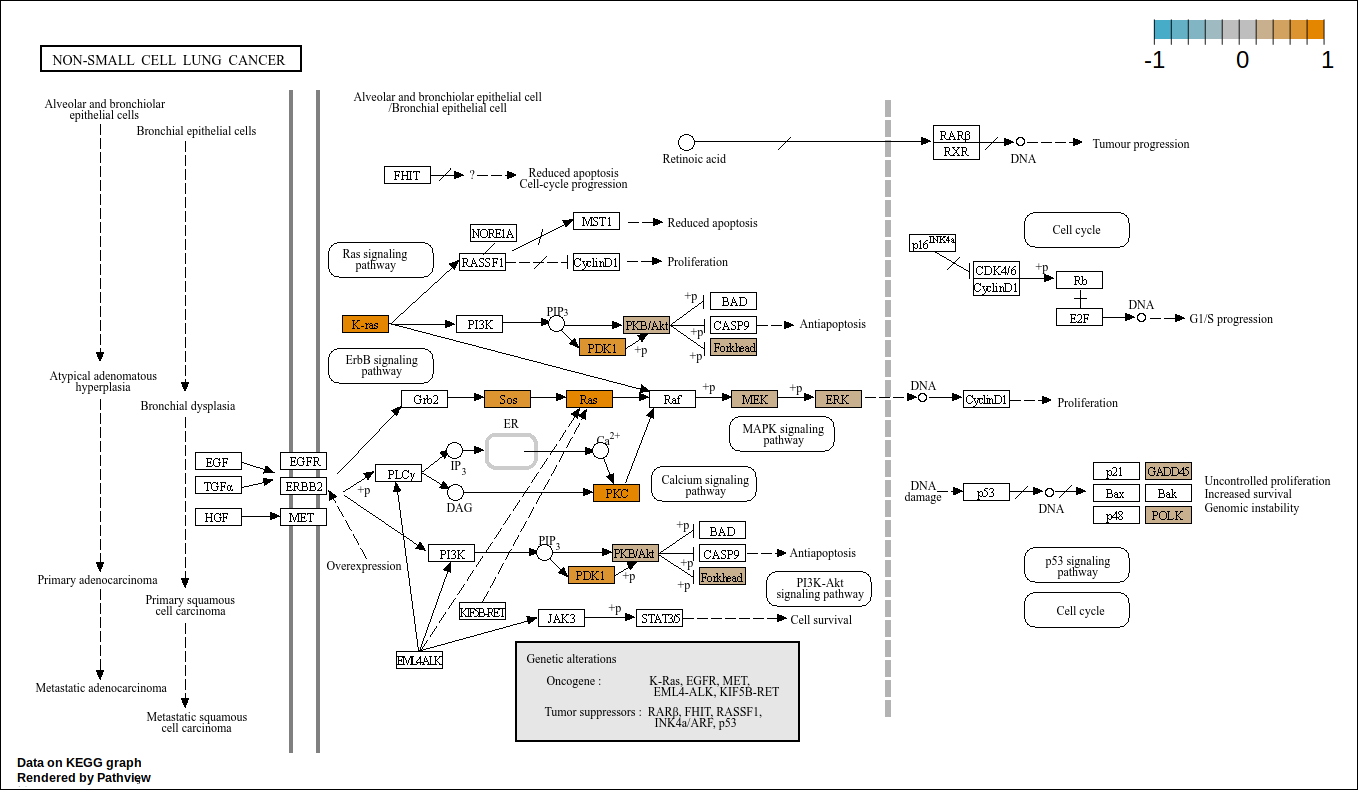 -1 0 1
NON-SMALL CELL LUNG CANCER
Alveolar and bronchiolar
epithelial cells
Bronchial epithelial cells
Alveolar and bronchiolar epithelial cell
/Bronchial epithelial cell
Retinoic acid
RARβ
RXR
DNA
Tumour progression
FHIT
?
Reduced apoptosis
Cell-cycle progression
NORE1A
MST1
Reduced apoptosis
Ras signaling
pathway
RASSF1
CyclinD1
Proliferation
p16INK4a
Cell cycle
CDK4/6
CyclinD1
+p
Rb
E2F
DNA
G1/S progression
K-ras
PI3K
PIP3
PKB/Akt
PDK1
+p
+p
+p
+p
BAD
CASP9
Forkhead
Antiapoptosis
ErbB signaling
pathway
Atypical adenomatous
hyperplasia
Bronchial dysplasia
Grb2
Sos
Ras
Raf
+p
MEK
+p
ERK
DNA
CyclinD1
Proliferation
MAPK signaling
pathway
ER
EGF
TGFα
HGF
EGFR
ERBB2
MET
+p
PLCγ
IP3
DAG
Ca2+
PKC
Calcium signaling
pathway
DNA
damage
p53
DNA
p21
GADD45
Bax
Bak
p48
POLK
Uncontrolled proliferation
Increased survival
Genomic instability
Overexpression
PI3K
PIP3
PKB/Akt
PDK1
+p
+p
+p
+p
BAD
CASP9
Forkhead
Antiapoptosis
PI3K-Akt
signaling pathway
p53 signaling
pathway
Cell cycle
Primary adenocarcinoma
Primary squamous
cell carcinoma
KIF5B-RET
JAK3
+p
STAT3/5
Cell survival
EML4ALK
Metastatic adenocarcinoma
Metastatic squamous
cell carcinoma
Genetic alterations
Oncogene : K-Ras, EGFR, MET,
EML4-ALK, KIF5B-RET
Tumor suppressors : RARβ, FHIT, RASSF1,
INK4a/ARF, p53
Data on KEGG graph
Rendered by Pathview